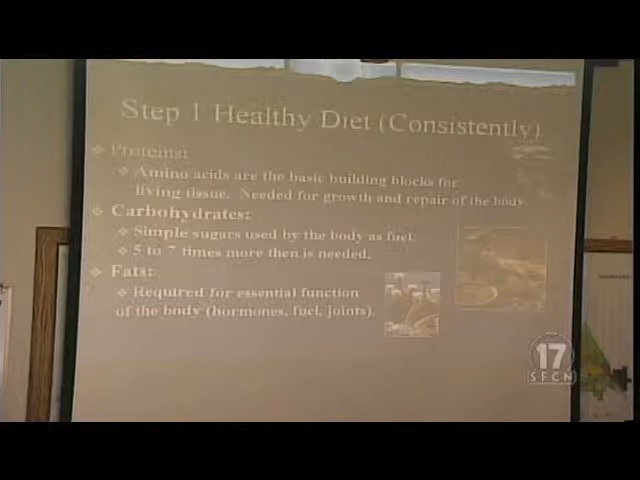 Step 1 Healthy Diet (Consistently)
Proteins:
Amino acids are the basic building blocks for
living tissue. Needed for growth and repair of the body.
Carbohydrates:
Simple sugars used by the body as fuel.
5 to 7 times more then is needed.
Fats:
Required for essential function
of the body (hormones, fuel, joints).
17
SFCN